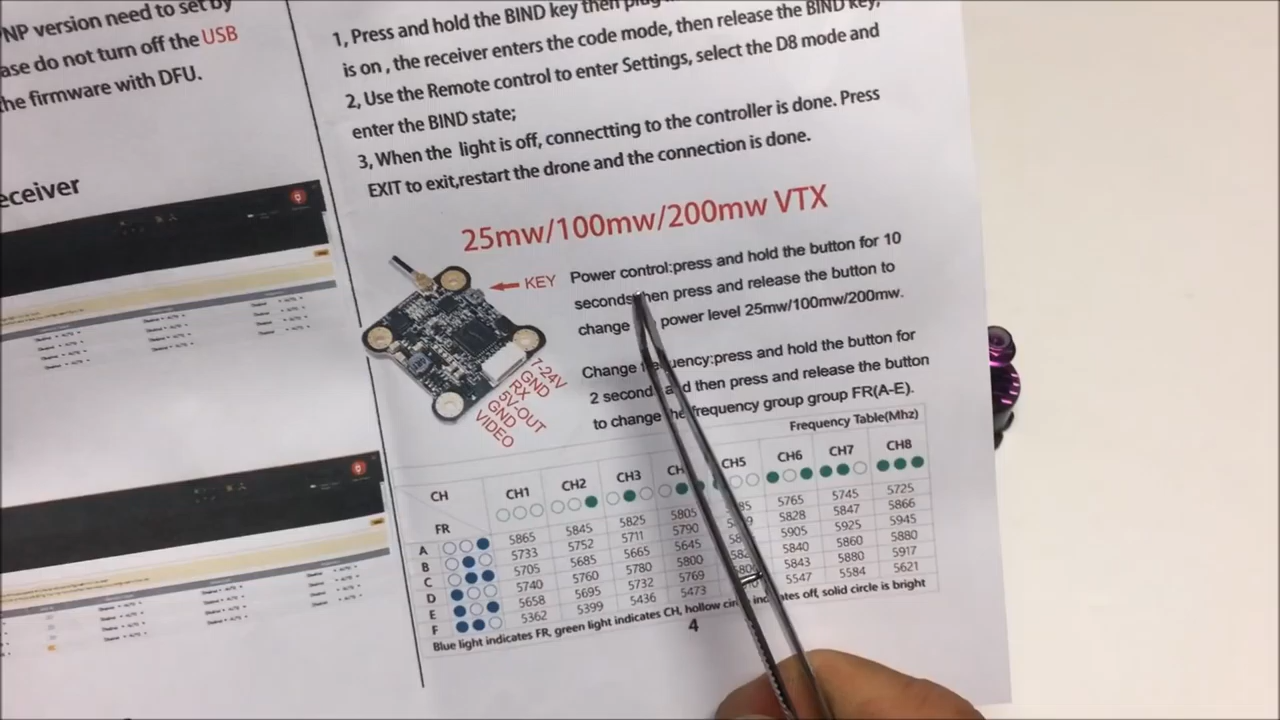 PNP version need to set by
ase do not turn off the USB
the firmware with DFU.
eceiver
1, Press and hold the BIND key then plug
is on , the receiver enters the code mode, then release the BIND key,
2, Use the Remote control to enter Settings, select the D8 mode and
enter the BIND state;
3, When the light is off, connectting to the controller is done. Press
EXIT to exit,restart the drone and the connection is done.
25mw/100mw/200mw VTX
KEY
7-24V
GND
RX
5V-OUT
GND
VIDEO
Power control:press and hold the button for 10
seconds then press and release the button to
change power level 25mw/100mw/200mw.
Change frequency:press and hold the button for
2 seconds and then press and release the button
to change the frequency group group FR(A-E).
Frequency Table(Mhz)
CH CH1 CH2 CH3 CH CH5 CH6 CH7 CH8
FR
A 5865 5845 5825 5805 5765 5745 5725
B 5733 5752 5711 5790 5828 5847 5866
C 5705 5685 5665 5645 5905 5925 5945
D 5740 5760 5780 5800 5840 5860 5880
E 5658 5695 5732 5769 5843 5880 5917
F 5362 5399 5436 5473 5547 5584 5621
Blue light indicates FR, green light indicates CH, hollow circle indicates off, solid circle is bright
4